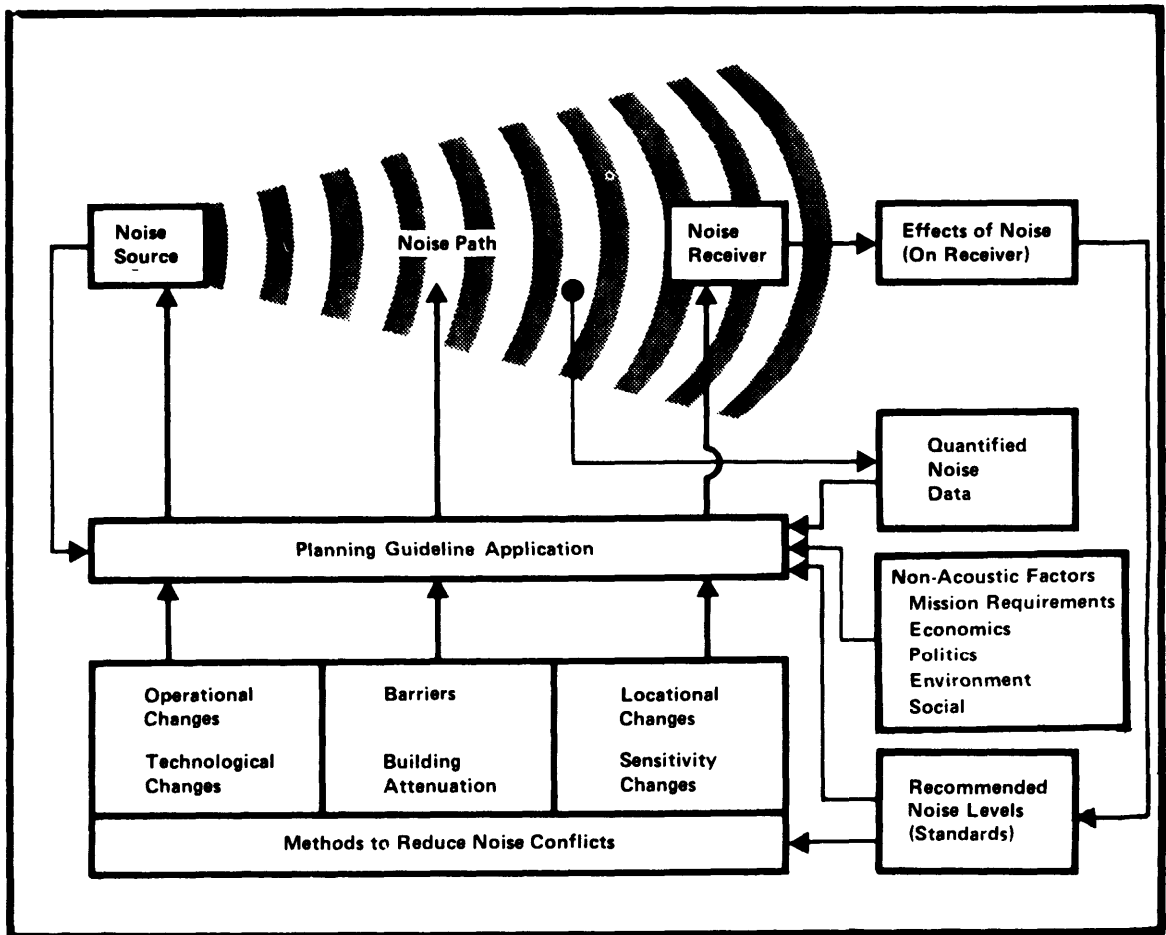 Noise
Source
Noise Path
Noise
Receiver
Effects of Noise
(On Receiver)
Quantified
Noise
Data
Planning Guideline Application
Non-Acoustic Factors
Mission Requirements
Economics
Politics
Environment
Social
Operational
Changes
Technological
Changes
Barriers
Building
Attenuation
Locational
Changes
Sensitivity
Changes
Recommended
Noise Levels
(Standards)
Methods to Reduce Noise Conflicts